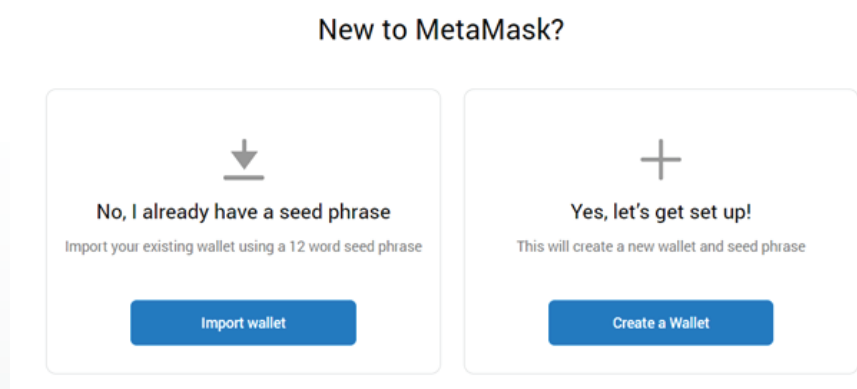 New to MetaMask?
No, I already have a seed phrase
Import your existing wallet using a 12 word seed phrase
Import wallet
Yes, let’s get set up!
This will create a new wallet and seed phrase
Create a Wallet